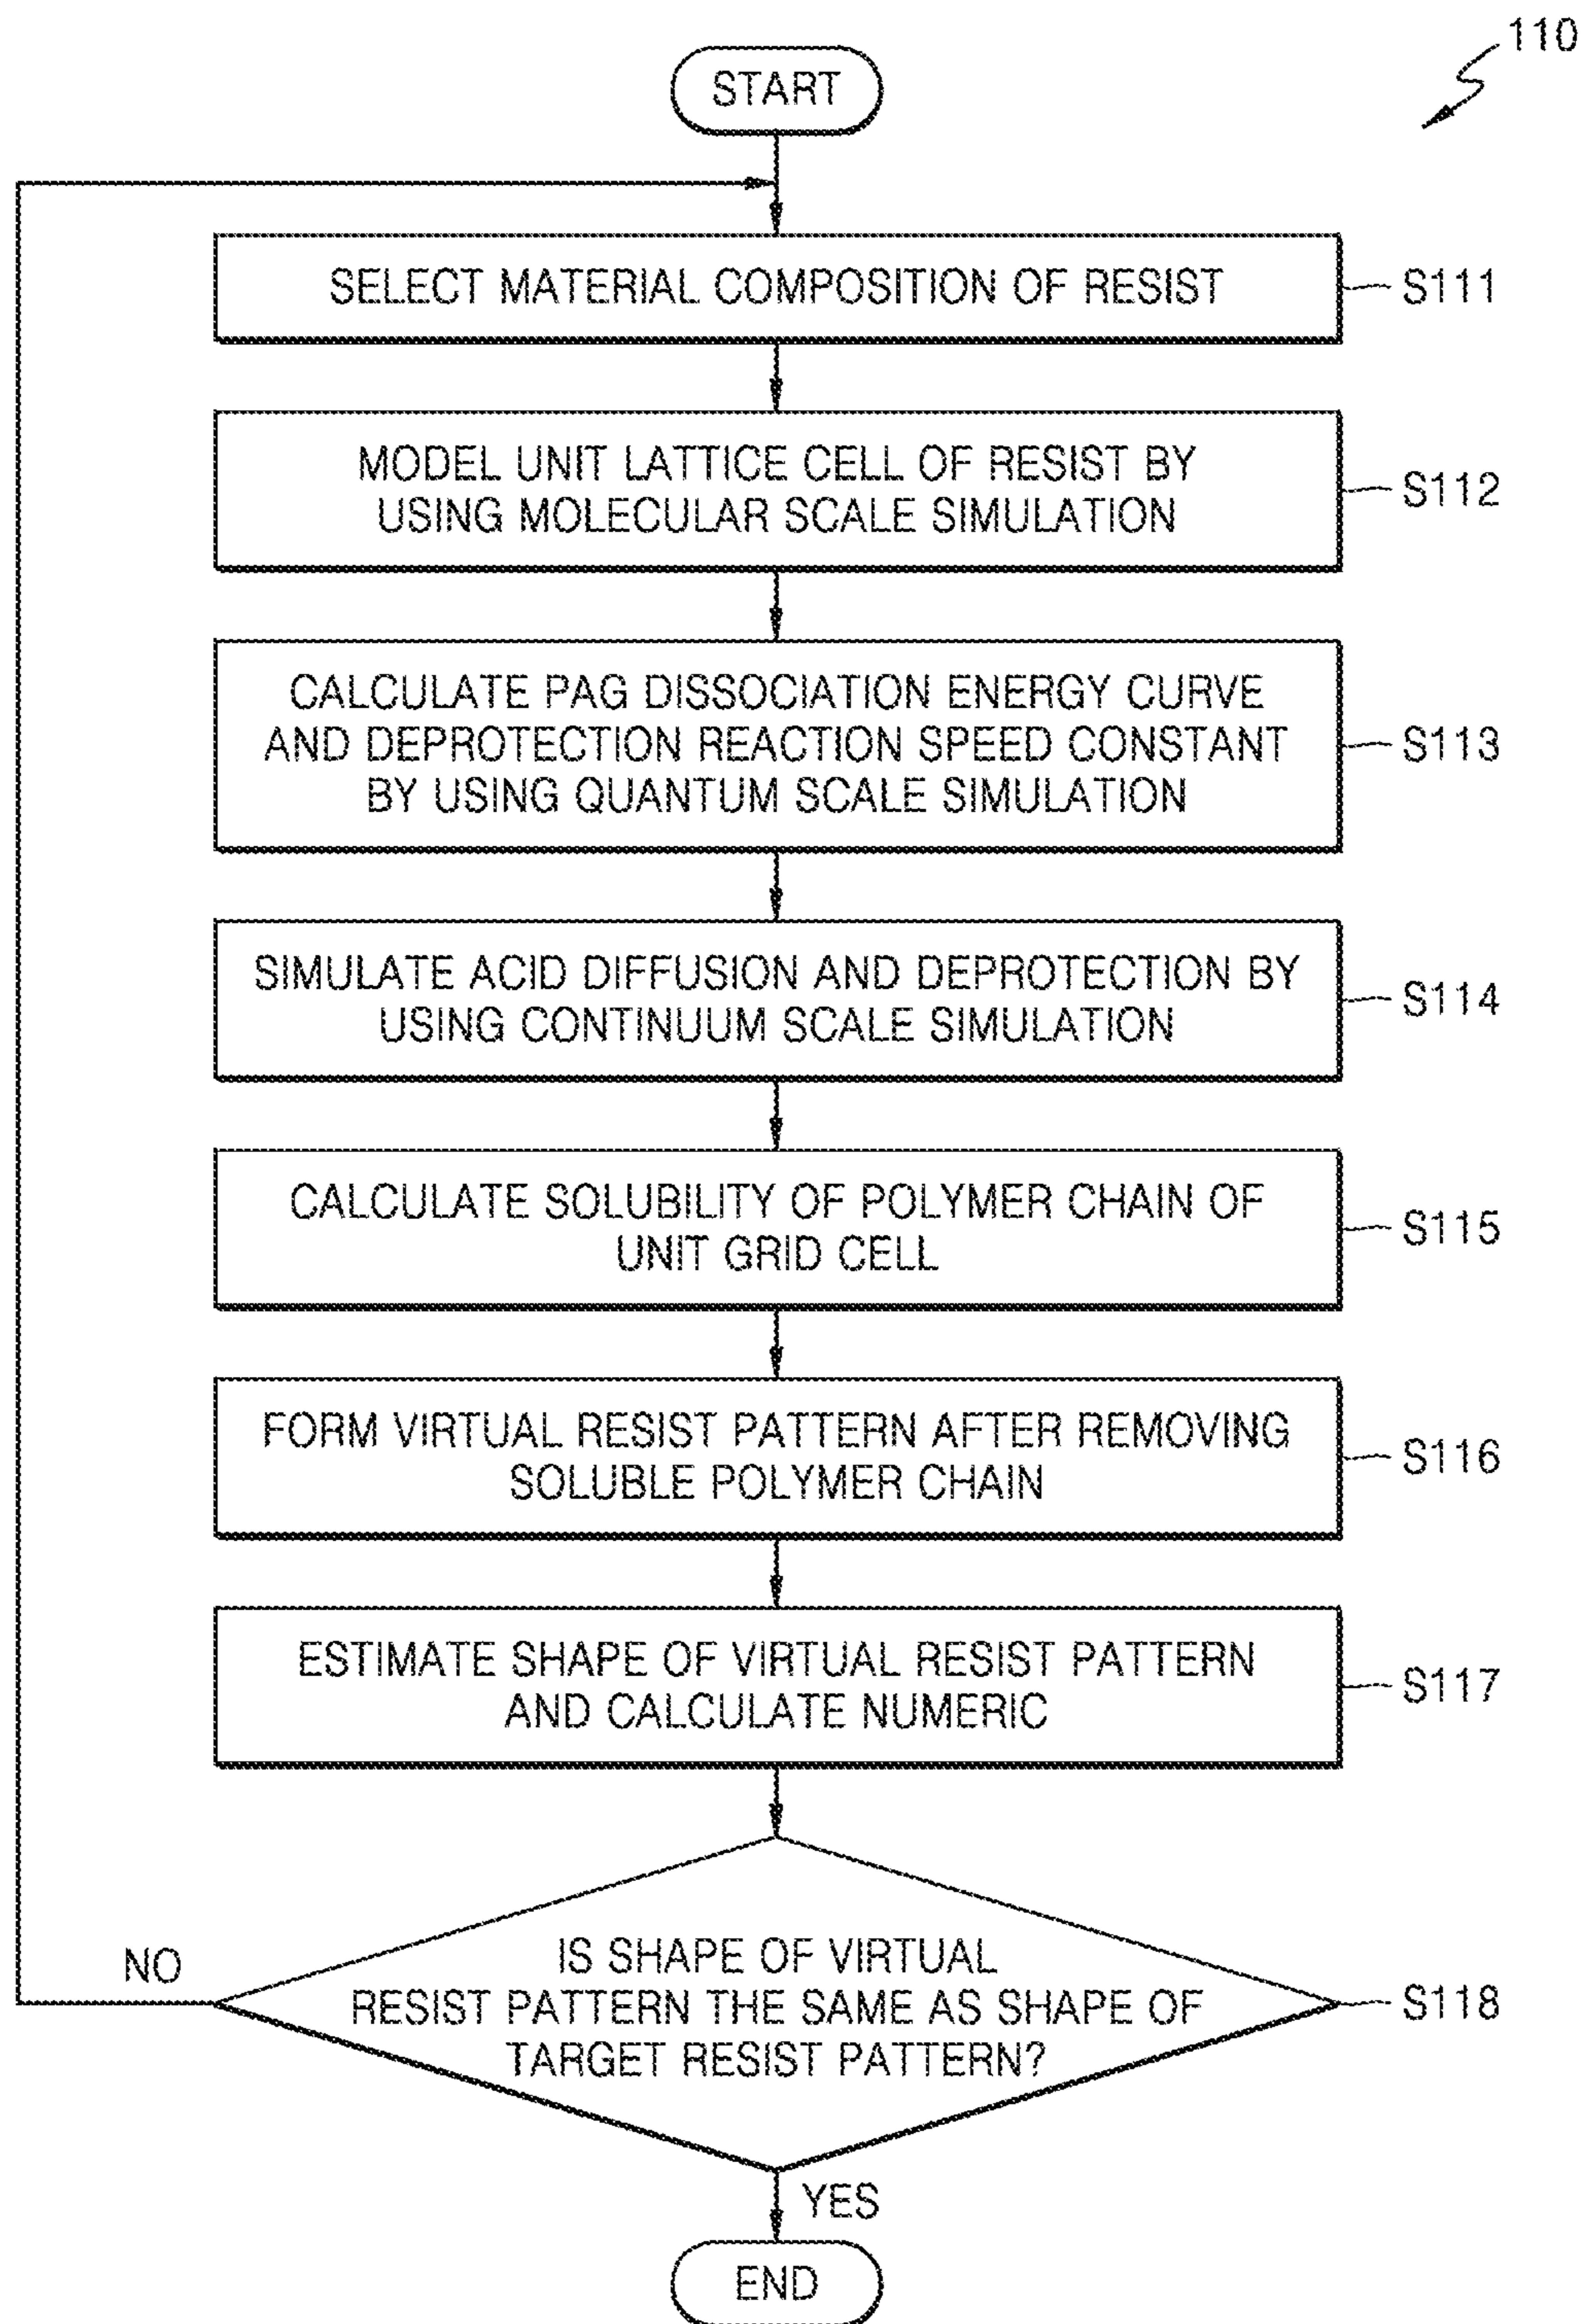 110
START
SELECT MATERIAL COMPOSITION OF RESIST
S111
MODEL UNIT LATTICE CELL OF RESIST BY
USING MOLECULAR SCALE SIMULATION
S112
CALCULATE PAG DISSOCIATION ENERGY CURVE
AND DEPROTECTION REACTION SPEED CONSTANT
BY USING QUANTUM SCALE SIMULATION
S113
SIMULATE ACID DIFFUSION AND DEPROTECTION BY
USING CONTINUUM SCALE SIMULATION
S114
CALCULATE SOLUBILITY OF POLYMER CHAIN OF
UNIT GRID CELL
S115
FORM VIRTUAL RESIST PATTERN AFTER REMOVING
SOLUBLE POLYMER CHAIN
S116
ESTIMATE SHAPE OF VIRTUAL RESIST PATTERN
AND CALCULATE NUMERIC
S117
NO
IS SHAPE OF VIRTUAL
RESIST PATTERN THE SAME AS SHAPE OF
TARGET RESIST PATTERN?
S118
YES
END